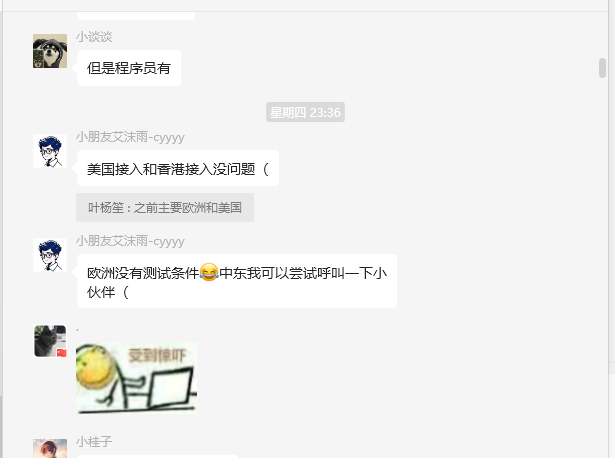 小谈谈
但是程序员有
星期四 23:36
小朋友艾沫雨-cyyyy
美国接入和香港接入没问题（
叶杨笙 : 之前主要欧洲和美国
小朋友艾沫雨-cyyyy
欧洲没有测试条件😂中东我可以尝试呼叫一下小
伙伴（
.
受到惊吓
小桂子